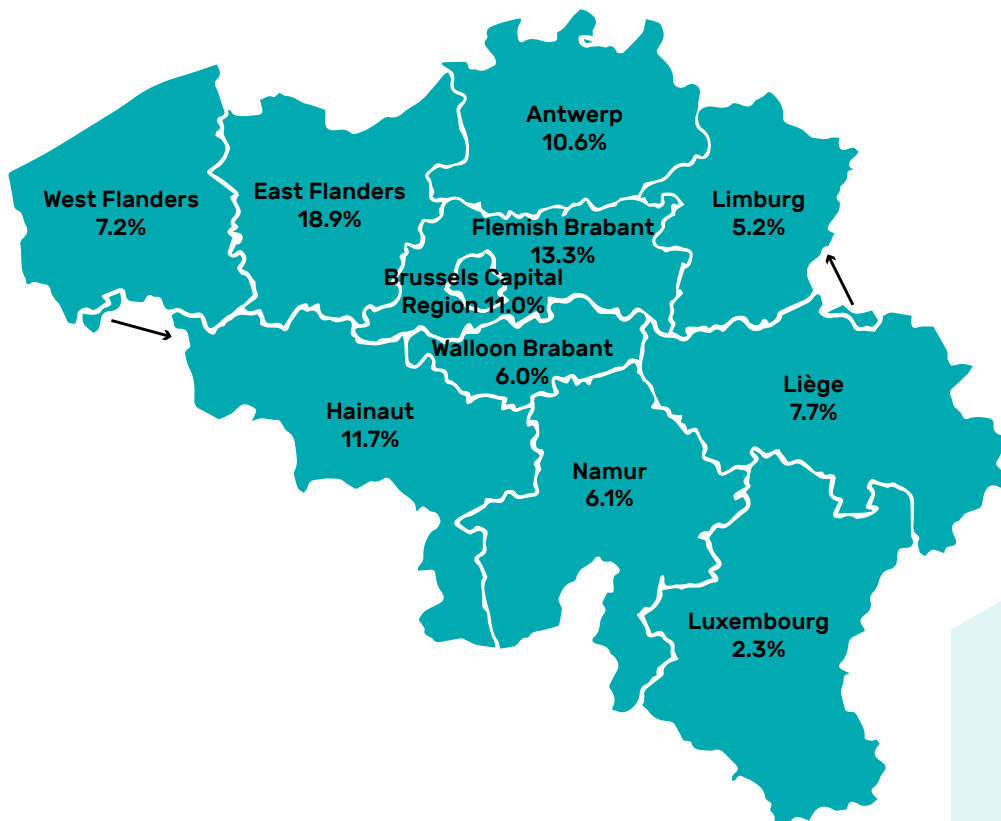 Antwerp
10.6%
West Flanders
7.2%
East Flanders
18.9%
Limburg
5.2%
Flemish Brabant
13.3%
Brussels Capital
Region 11.0%
Walloon Brabant
6.0%
Liège
7.7%
Hainaut
11.7%
Namur
6.1%
Luxembourg
2.3%